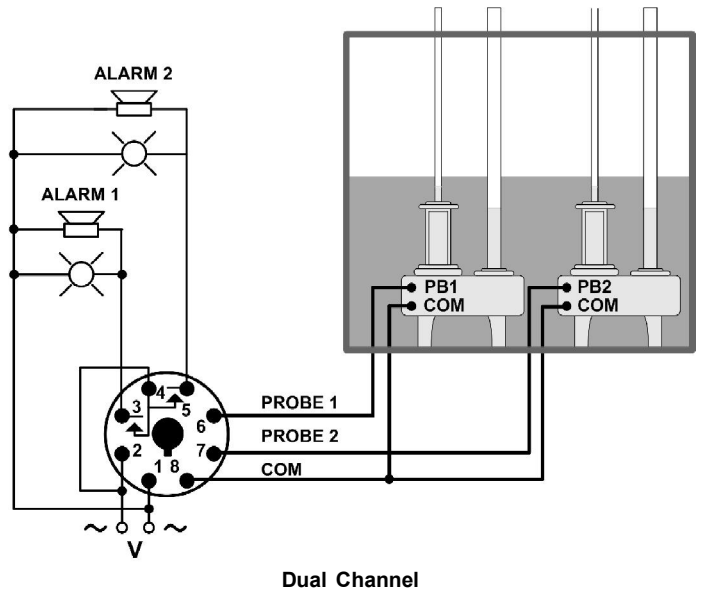 ALARM 2
ALARM 1
PB1
COM
PB2
COM
4
3
5
6
2
7
1 8
PROBE 1
PROBE 2
COM
~ ~
V
Dual Channel